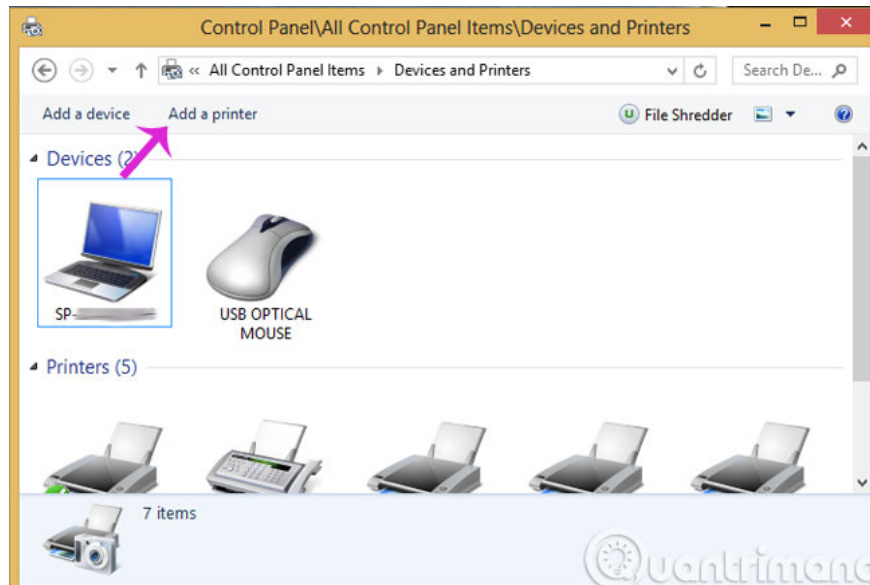 Control Panel\All Control Panel Items\Devices and Printers
« All Control Panel Items Devices and Printers
Search De...
Add a device Add a printer
File Shredder
Devices (2)
SP-
USB OPTICAL
MOUSE
Printers (5)
7 items
Quantrimang